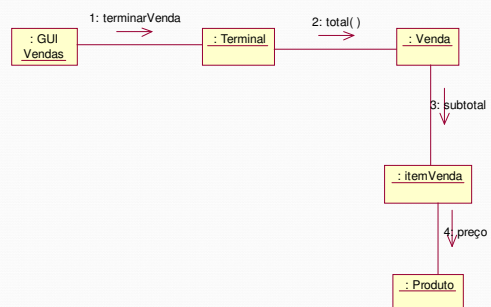 1: terminarVenda
2: total( )
: GUI
Vendas
: Terminal
: Venda
3: subtotal
: itemVenda
4: preço
: Produto